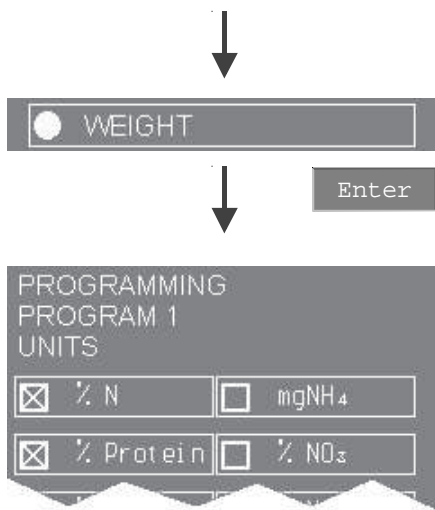 WEIGHT
Enter
PROGRAMMING
PROGRAM 1
UNITS
% N mgNH₄
% Protein % NO₃